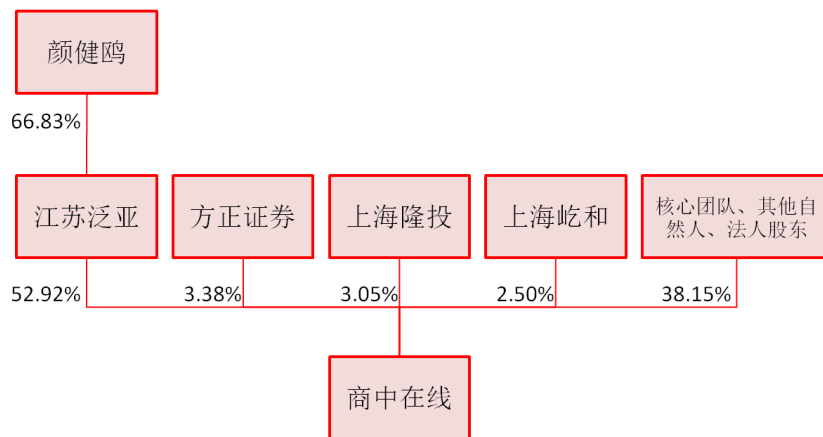 颜健鸥
66.83%
江苏泛亚
方正证券
上海隆投
上海屹和
核心团队、其他自
然人、法人股东
52.92%
3.38%
3.05%
2.50%
38.15%
商中在线